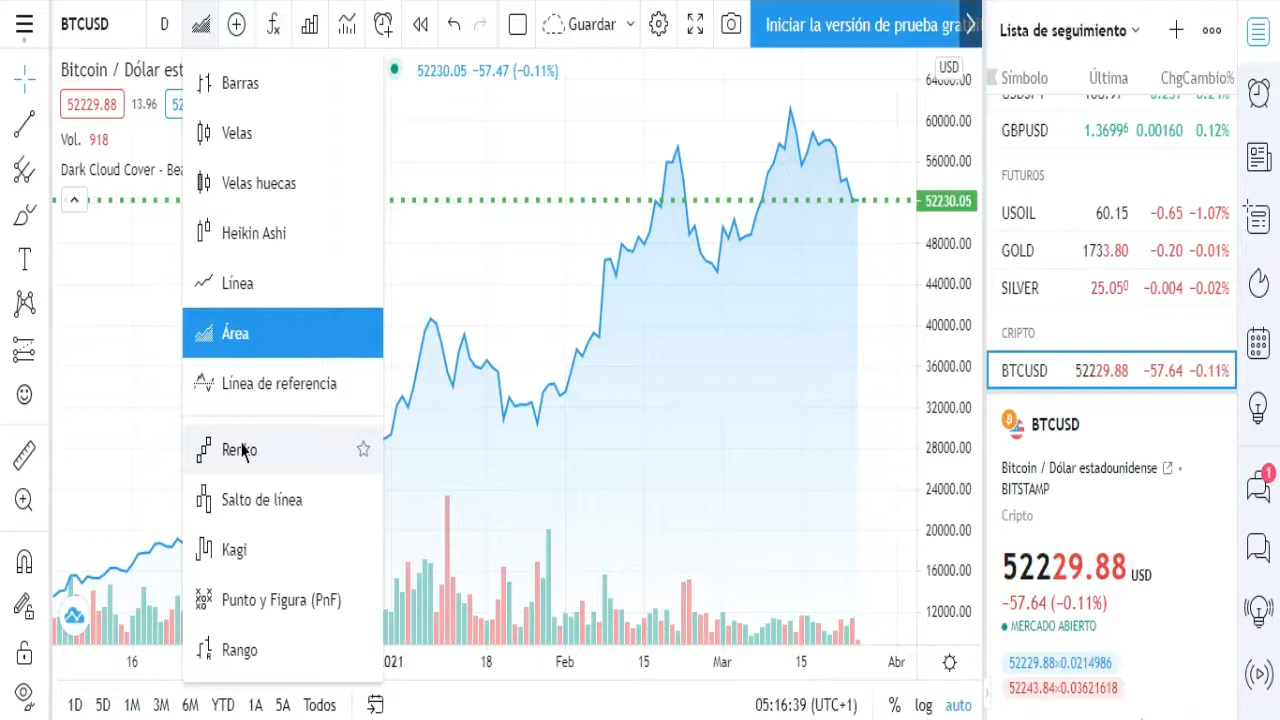 BTCUSD D Guardar Iniciar la versión de prueba
Bitcoin / Dólar
52229.88 13.96
Vol. 918
Dark Cloud Cover -
Barras
Velas
Velas huecas
Heikin Ashi
Línea
Área
Línea de referencia
Salto de línea
Kagi
Punto y Figura (PnF)
Rango
52230.05 −57.47 (−0.11%)
USD
60000.00
56000.00
52230.05
48000.00
44000.00
40000.00
36000.00
32000.00
28000.00
24000.00
20000.00
16000.00
12000.00
16 18 Feb 15 Mar 15 Abr
1D 5D 1M 3M 6M YTD 1A 5A Todos 05:16:39 (UTC+1) % log auto
Lista de seguimiento
Símbolo Última Chg Cambio%
GBPUSD 1.36996 0.00160 0.12%
FUTUROS
USOIL 60.15 −0.65 −1.07%
GOLD 1733.80 −0.20 −0.01%
SILVER 25.050 −0.004 −0.02%
CRIPTO
BTCUSD 52229.88 −57.64 −0.11%
BTCUSD
Bitcoin / Dólar estadounidense
BITSTAMP
Cripto
52229.88 USD
−57.64 (−0.11%)
MERCADO ABIERTO
52229.88×0.0214986
52243.84×0.03621618
1